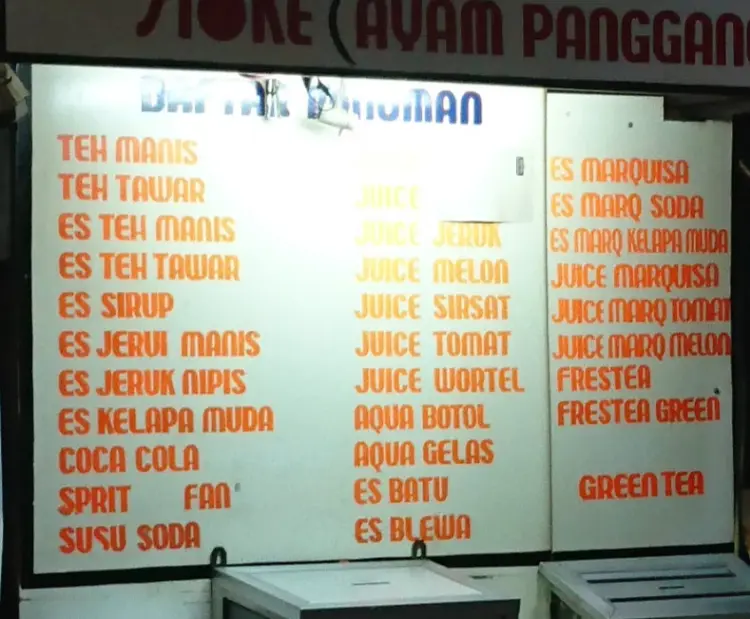 (AYAM PANGGANG
DAFTAR MINUMAN
TEH MANIS
TEH TAWAR
ES TEH MANIS
ES TEH TAWAR
ES SIRUP
ES JERUI MANIS
ES JERUK NIPIS
ES KELAPA MUDA
COCA COLA
SPRIT FAN
SUSU SODA
JUICE
JUICE JERUK
JUICE MELON
JUICE SIRSAT
JUICE TOMAT
JUICE WORTEL
AQUA BOTOL
AQUA GELAS
ES BATU
ES BLEWA
ES MARQUISA
ES MARQ SODA
ES MARQ KELAPA MUDA
JUICE MARQUISA
JUICE MARQ TOMAT
JUICE MARQ MELON
FRESTEA
FRESTEA GREEN
GREEN TEA